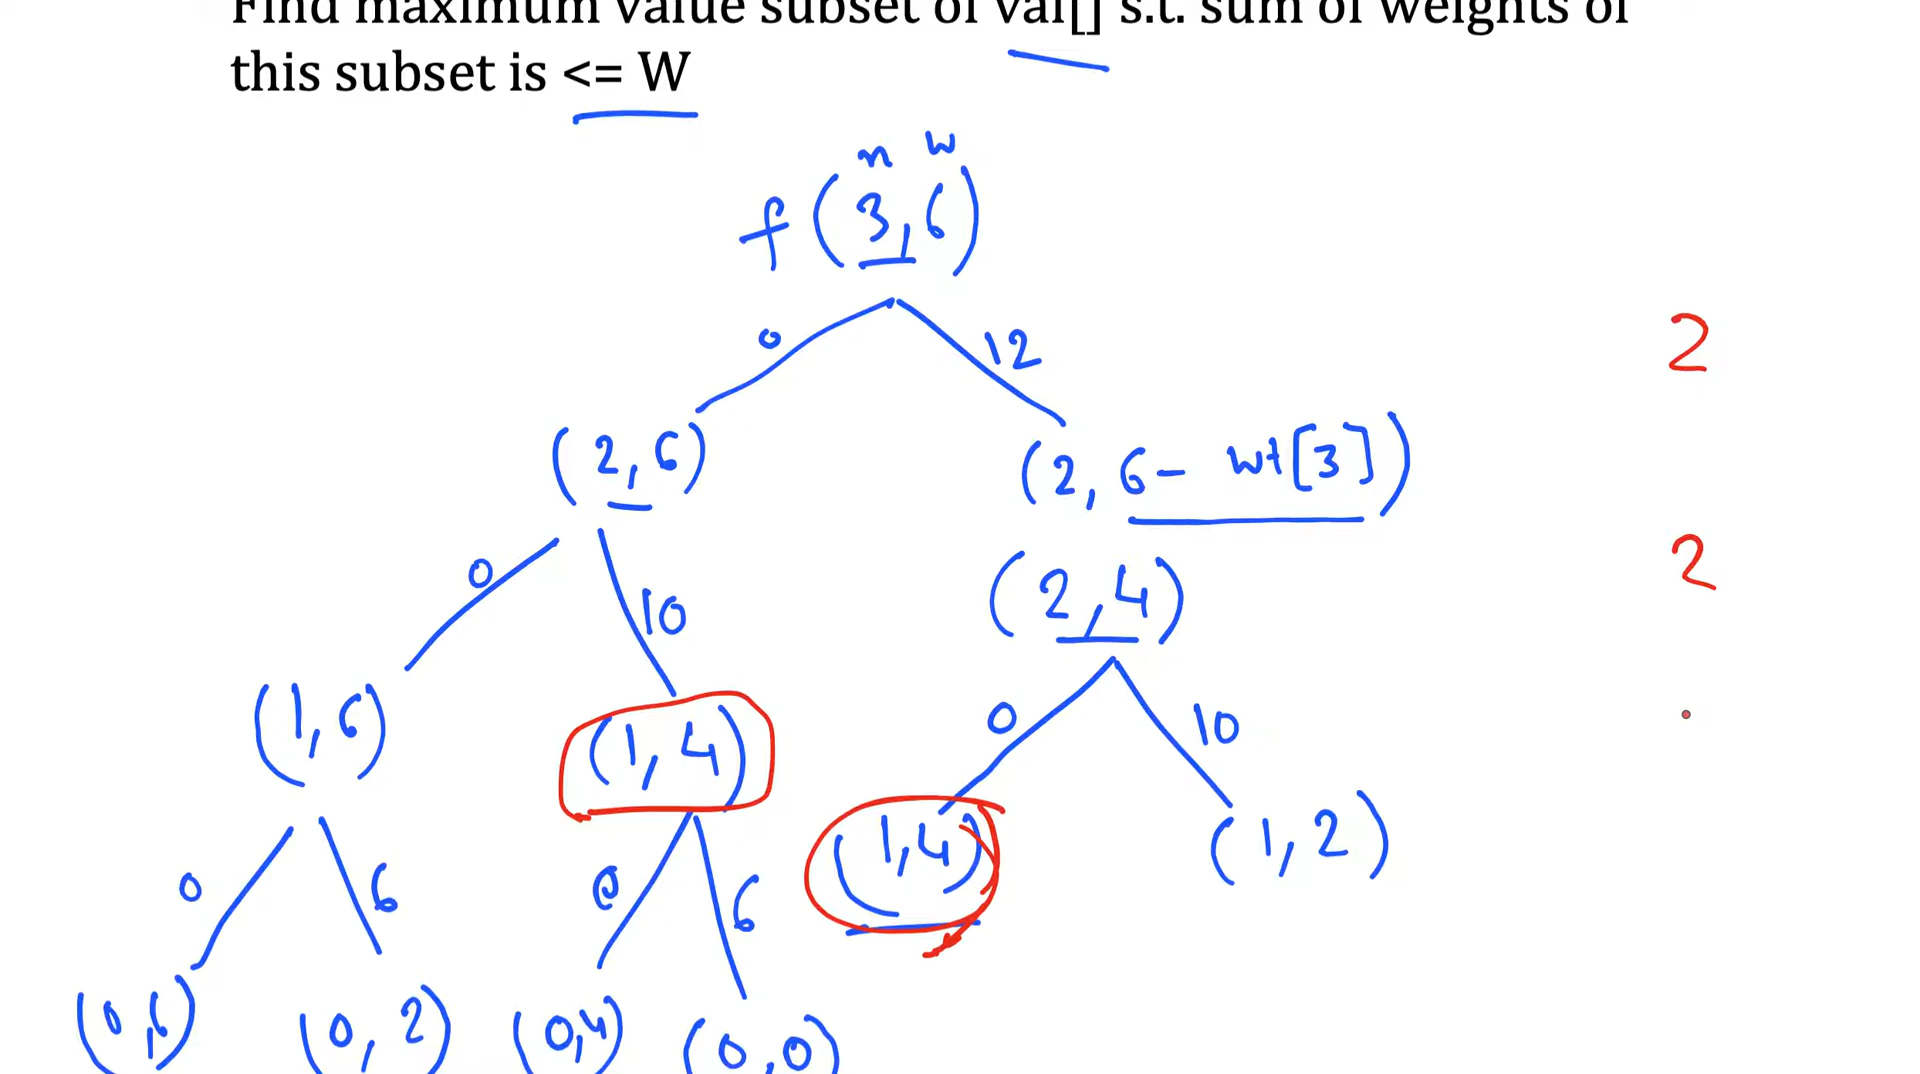 Find maximum value subset of val[] s.t. sum of weights of
this subset is <= W
n w
f(3,6)
0 12 2
(2,6) (2, 6- wt[3])
0 10 (2,4) 2
(1,6) (1,4) 0 10
0 6 0 6 (1,4) (1,2)
(0,6) (0,2) (0,4) (0,0)